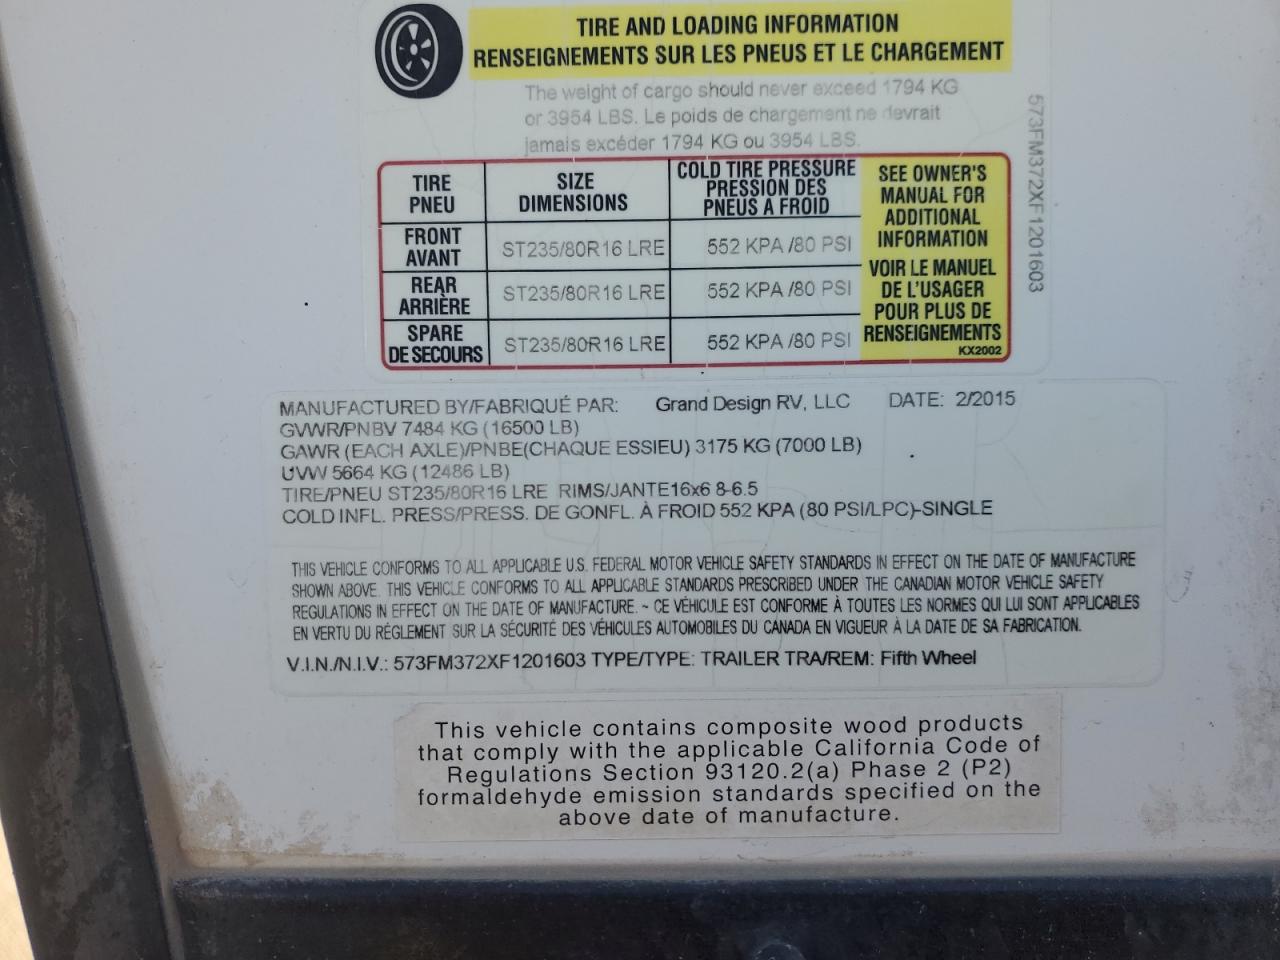 TIRE AND LOADING INFORMATION
RENSEIGNEMENTS SUR LES PNEUS ET LE CHARGEMENT
The weight of cargo should never exceed 1794 KG
or 3954 LBS. Le poids de chargement ne devrait
jamais excéder 1794 KG ou 3954 LBS.
573FM372XF1201603
TIRE PNEU SIZE DIMENSIONS COLD TIRE PRESSURE PRESSION DES PNEUS A FROID
FRONT AVANT ST235/80R16 LRE 552 KPA /80 PSI
REAR ARRIÈRE ST235/80R16 LRE 552 KPA /80 PSI
SPARE DE SECOURS ST235/80R16 LRE 552 KPA /80 PSI
SEE OWNER'S
MANUAL FOR
ADDITIONAL
INFORMATION
VOIR LE MANUEL
DE L'USAGER
POUR PLUS DE
RENSEIGNEMENTS
KX2002
MANUFACTURED BY/FABRIQUÉ PAR: Grand Design RV, LLC DATE: 2/2015
GVWR/PNBV 7484 KG (16500 LB)
GAWR (EACH AXLE)/PNBE(CHAQUE ESSIEU) 3175 KG (7000 LB)
UVW 5664 KG (12486 LB)
TIRE/PNEU ST235/80R16 LRE RIMS/JANTE16x6 8-6.5
COLD INFL. PRESS/PRESS. DE GONFL. À FROID 552 KPA (80 PSI/LPC)-SINGLE
THIS VEHICLE CONFORMS TO ALL APPLICABLE U.S. FEDERAL MOTOR VEHICLE SAFETY STANDARDS IN EFFECT ON THE DATE OF MANUFACTURE
SHOWN ABOVE. THIS VEHICLE CONFORMS TO ALL APPLICABLE STANDARDS PRESCRIBED UNDER THE CANADIAN MOTOR VEHICLE SAFETY
REGULATIONS IN EFFECT ON THE DATE OF MANUFACTURE. ~ CE VÉHICULE EST CONFORME À TOUTES LES NORMES QUI LUI SONT APPLICABLES
EN VERTU DU RÉGLEMENT SUR LA SÉCURITÉ DES VÉHICULES AUTOMOBILES DU CANADA EN VIGUEUR À LA DATE DE SA FABRICATION.
V.I.N./N.I.V.: 573FM372XF1201603 TYPE/TYPE: TRAILER TRA/REM: Fifth Wheel
This vehicle contains composite wood products
that comply with the applicable California Code of
Regulations Section 93120.2(a) Phase 2 (P2)
formaldehyde emission standards specified on the
above date of manufacture.